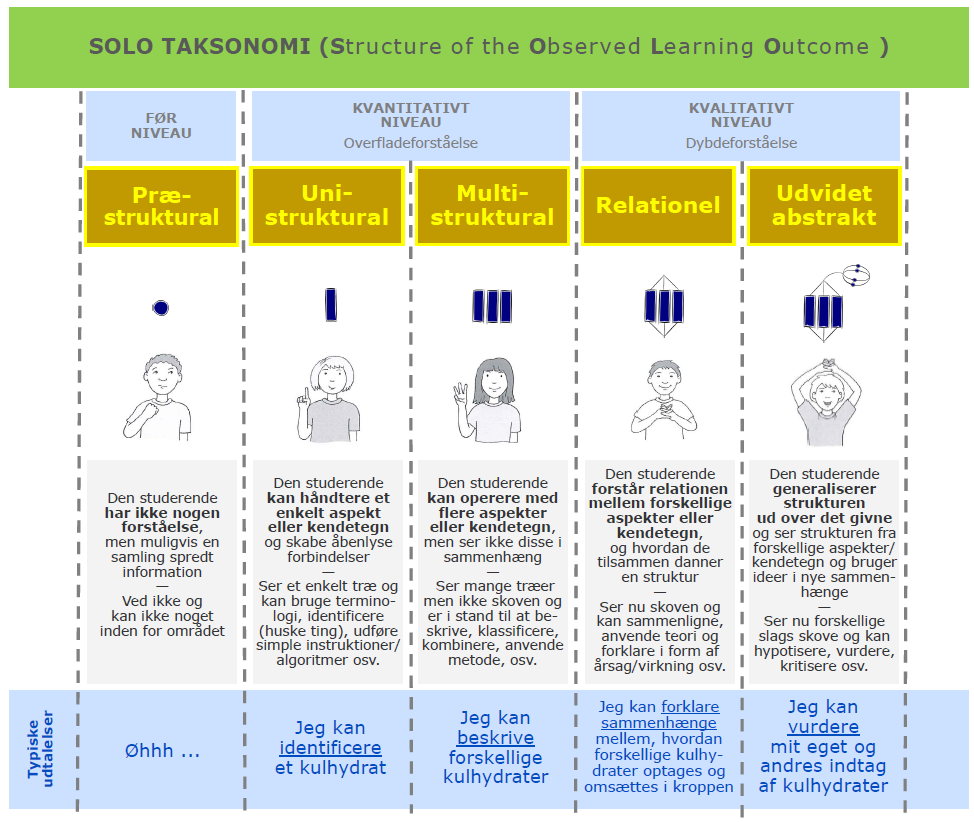 SOLO TAKSONOMI (Structure of the Observed Learning Outcome )
FØR
NIVEAU
KVANTITATIVT
NIVEAU
Overfladeforståelse
KVALITATIVT
NIVEAU
Dybdeforståelse
Præ-
struktural
Uni-
struktural
Multi-
struktural
Relationel
Udvidet
abstrakt
Den studerende
har ikke nogen
forståelse,
men muligvis en
samling spredt
information
—
Ved ikke og
kan ikke noget
inden for området
Den studerende
kan håndtere et
enkelt aspekt
eller kendetegn
og skabe åbenlyse
forbindelser
—
Ser et enkelt træ og
kan bruge termino-
logi, identificere
(huske ting), udføre
simple instruktioner/
algoritmer osv.
Den studerende
kan operere med
flere aspekter
eller kendetegn,
men ser ikke disse i
sammenhæng
—
Ser mange træer
men ikke skoven og
er i stand til at be-
skrive, klassificere,
kombinere, anvende
metode, osv.
Den studerende
forstår relationen
mellem forskellige
aspekter eller
kendetegn,
og hvordan de
tilsammen danner
en struktur
—
Ser nu skoven og
kan sammenligne,
anvende teori og
forklare i form af
årsag/virkning osv.
Den studerende
generaliserer
strukturen
ud over det givne
og ser strukturen fra
forskellige aspekter/
kendetegn og bruger
ideer i nye sammen-
hænge
—
Ser nu forskellige
slags skove og kan
hypotisere, vurdere,
kritisere osv.
Typiske
udtalelser
Øhhh ...
Jeg kan
identificere
et kulhydrat
Jeg kan
beskrive
forskellige
kulhydrater
Jeg kan forklare
sammenhænge
mellem, hvordan
forskellige kulhy-
drater optages og
omsættes i kroppen
Jeg kan
vurdere
mit eget og
andres indtag
af kulhydrater